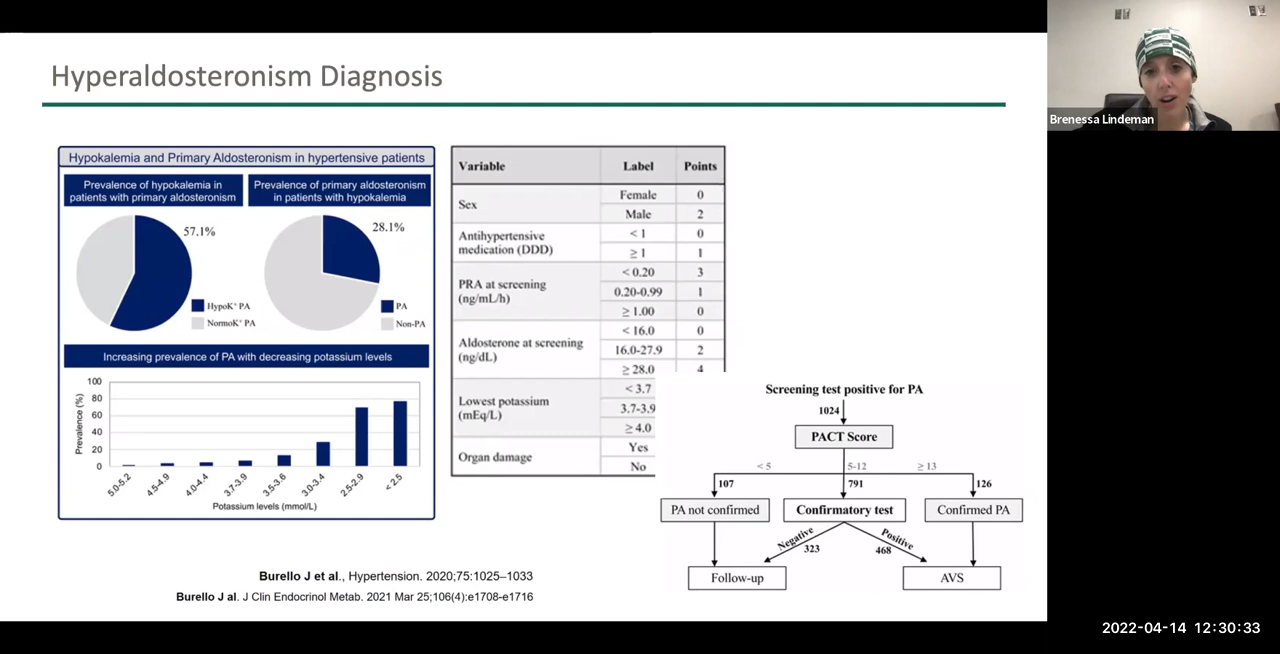 Hyperaldosteronism Diagnosis
Brenessa Lindeman
Hypokalemia and Primary Aldosteronism in hypertensive patients
Prevalence of hypokalemia in
patients with primary aldosteronism
Prevalence of primary aldosteronism
in patients with hypokalemia
57.1%
28.1%
HypoK⁺ PA
NormoK⁺ PA
PA
Non-PA
Increasing prevalence of PA with decreasing potassium levels
Prevalence (%)
100
80
60
40
20
0
5.0-5.2
4.5-4.9
4.0-4.4
3.7-3.9
3.5-3.6
3.0-3.4
2.5-2.9
< 2.5
Potassium levels (mmol/L)
Variable Label Points
Sex
Female 0
Male 2
Antihypertensive
medication (DDD)
< 1 0
≥ 1 1
PRA at screening
(ng/mL/h)
< 0.20 3
0.20-0.99 1
≥ 1.00 0
Aldosterone at screening
(ng/dL)
< 16.0 0
16.0-27.9 2
≥ 28.0 4
Lowest potassium
(mEq/L)
< 3.7
3.7-3.9
≥ 4.0
Organ damage
Yes
No
Screening test positive for PA
1024
PACT Score
< 5
5-12
≥ 13
107
791
126
PA not confirmed
Confirmatory test
Confirmed PA
Negative
323
Positive
468
Follow-up
AVS
Burello J et al., Hypertension. 2020;75:1025–1033
Burello J al. J Clin Endocrinol Metab. 2021 Mar 25;106(4):e1708-e1716
2022-04-14 12:30:33